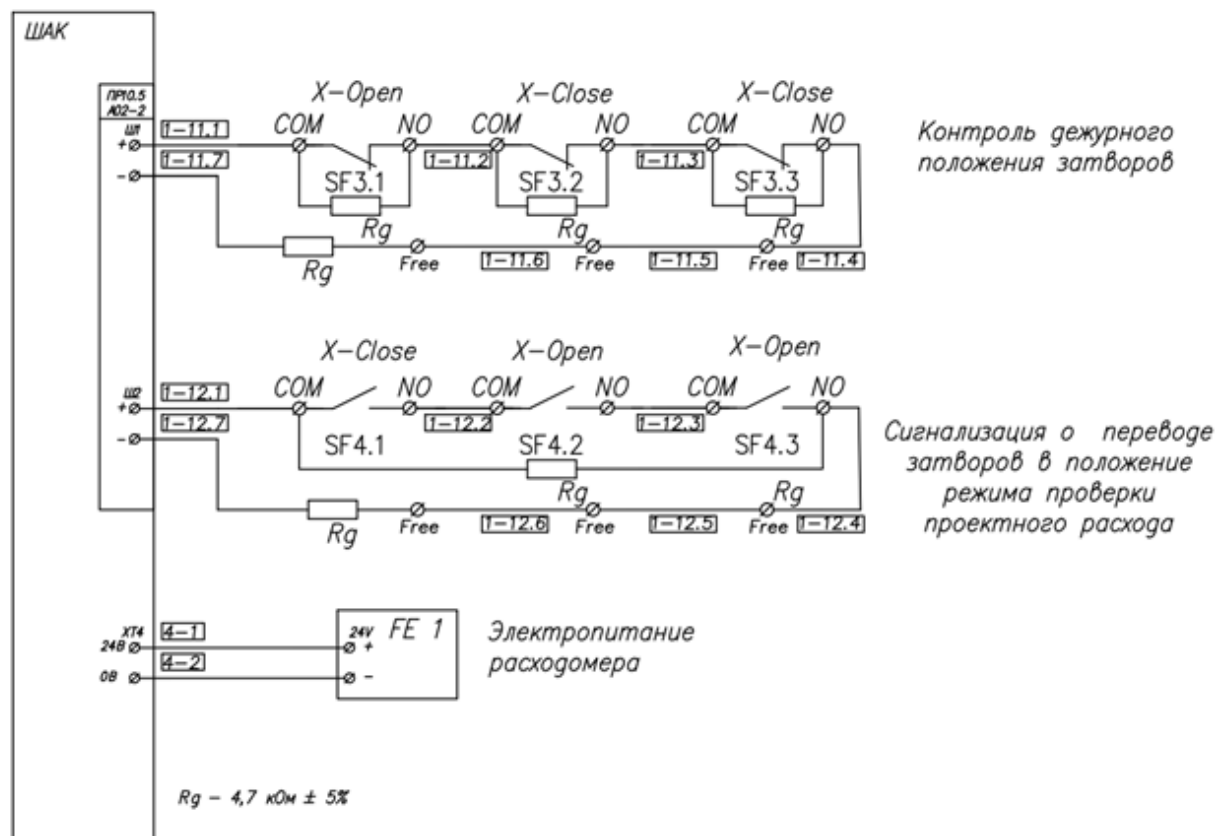 ШАК
ПР10.5
А02-2
Ш1
+
-
1-11.1
1-11.7
X-Open
X-Close
X-Close
COM
NO
COM
NO
COM
NO
1-11.2
1-11.3
SF3.1
SF3.2
SF3.3
Rg
Rg
Rg
Rg
Free
1-11.6
Free
1-11.5
Free
1-11.4
Контроль дежурного
положения затворов
Ш2
+
-
1-12.1
1-12.7
X-Close
X-Open
X-Open
COM
NO
COM
NO
COM
NO
1-12.2
1-12.3
SF4.1
SF4.2
SF4.3
Rg
Rg
Rg
Free
1-12.6
Free
1-12.5
Free
1-12.4
Сигнализация о переводе
затворов в положение
режима проверки
проектного расхода
XT4
24В
0В
4-1
4-2
24V FE 1
+
-
Электропитание
расходомера
Rg - 4,7 кОм ± 5%